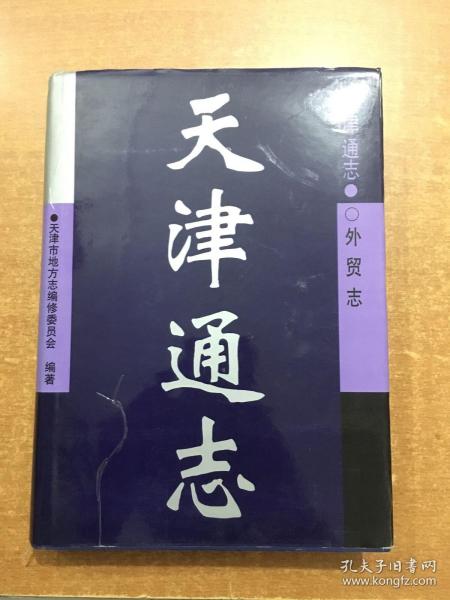 天津通志
津通志●
○外贸志
●天津市地方志编修委员会 编著
孔夫子旧书网
www.kongfz.com